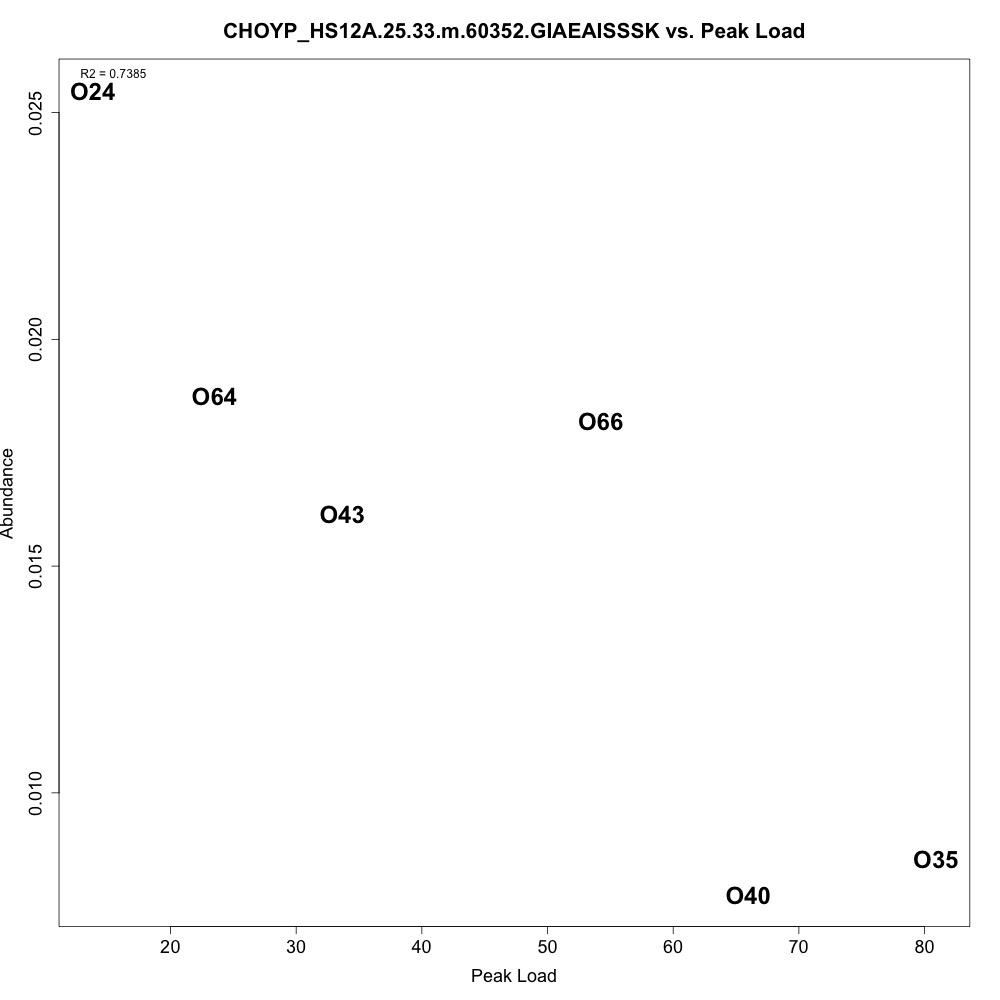 CHOYP_HS12A.25.33.m.60352.GIAEAISSSK vs. Peak Load
R2 = 0.7385
O24
0.025
0.020
O64
O66
Abundance
O43
0.015
0.010
O35
O40
20 30 40 50 60 70 80
Peak Load